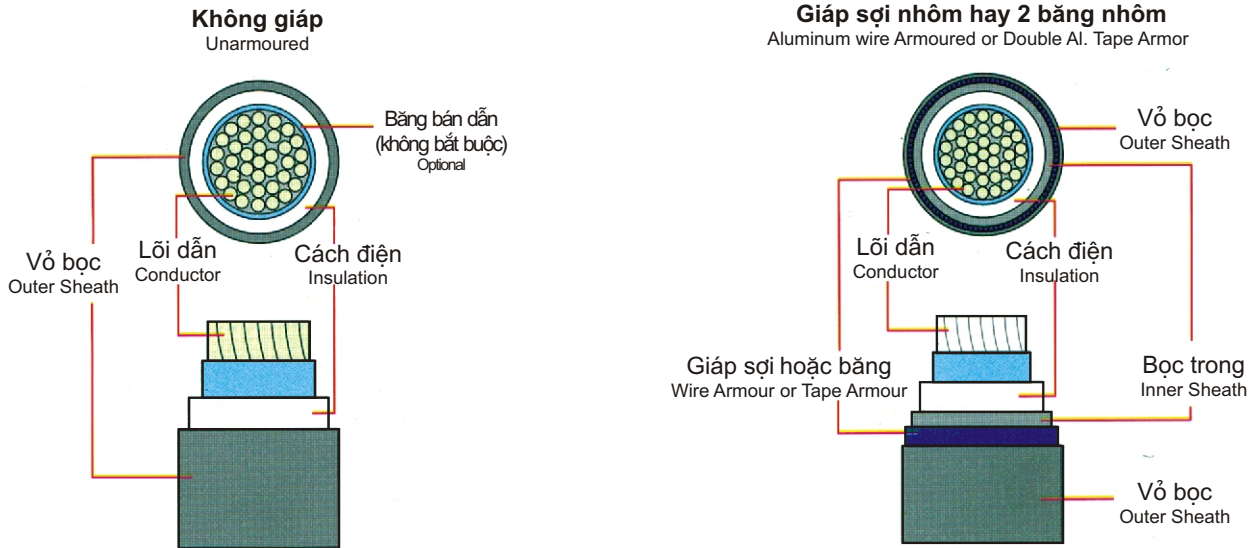 Không giáp
Unarmoured
Băng bán dẫn
(không bắt buộc)
Optional
Lõi dẫn
Conductor
Cách điện
Insulation
Vỏ bọc
Outer Sheath
Giáp sợi nhôm hay 2 băng nhôm
Aluminum wire Armoured or Double Al. Tape Armor
Vỏ bọc
Outer Sheath
Lõi dẫn
Conductor
Cách điện
Insulation
Giáp sợi hoặc băng
Wire Armour or Tape Armour
Bọc trong
Inner Sheath
Vỏ bọc
Outer Sheath